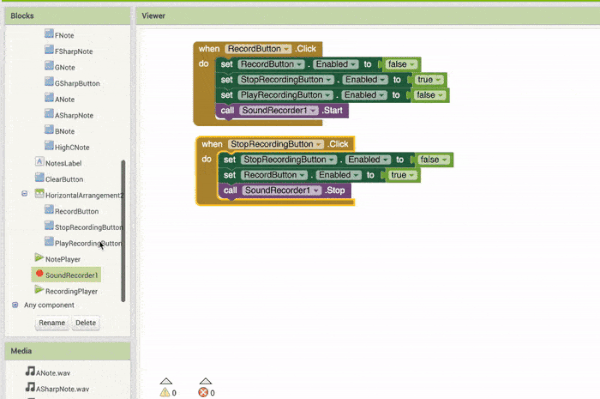 Blocks
Viewer
FNote
FSharpNote
GNote
GSharpButton
ANote
ASharpNote
BNote
HighCNote
NotesLabel
ClearButton
HorizontalArrangement
RecordButton
StopRecordingButton
PlayRecordingButton
NotePlayer
SoundRecorder1
RecordingPlayer
Any component
Rename Delete
Media
ANote.wav
ASharpNote.wav
when RecordButton .Click
do set RecordButton . Enabled to false
set StopRecordingButton . Enabled to true
set PlayRecordingButton . Enabled to false
call SoundRecorder1 .Start
when StopRecordingButton .Click
do set StopRecordingButton . Enabled to false
set RecordButton . Enabled to true
call SoundRecorder1 .Stop
0 0